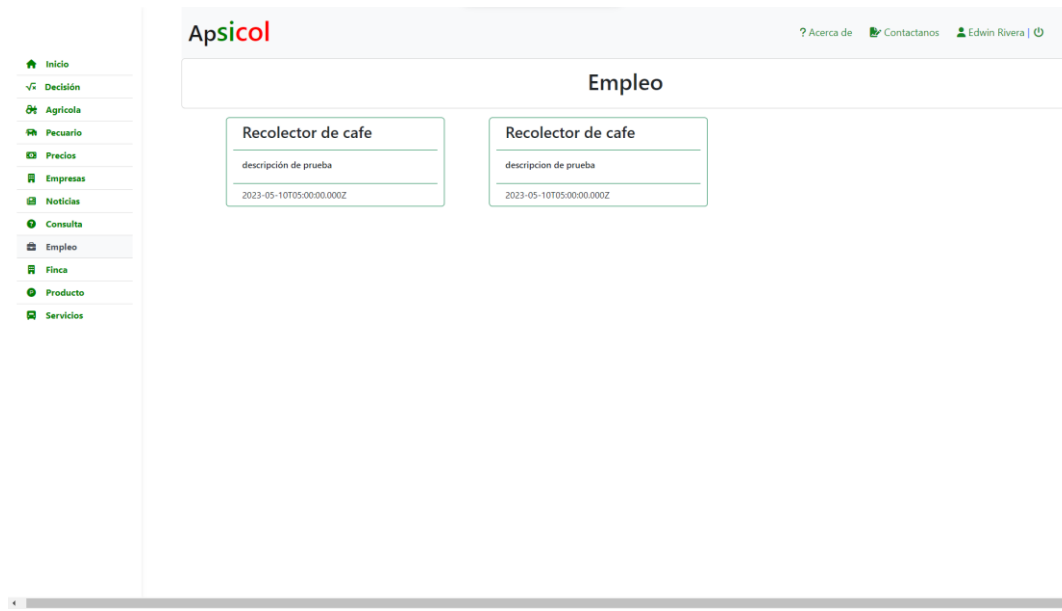 Apsicol
? Acerca de Contactanos Edwin Rivera |
Inicio
Decisión
Agricola
Pecuario
Precios
Empresas
Noticias
Consulta
Empleo
Finca
Producto
Servicios
Empleo
Recolector de cafe
descripción de prueba
2023-05-10T05:00:00.000Z
Recolector de cafe
descripcion de prueba
2023-05-10T05:00:00.000Z